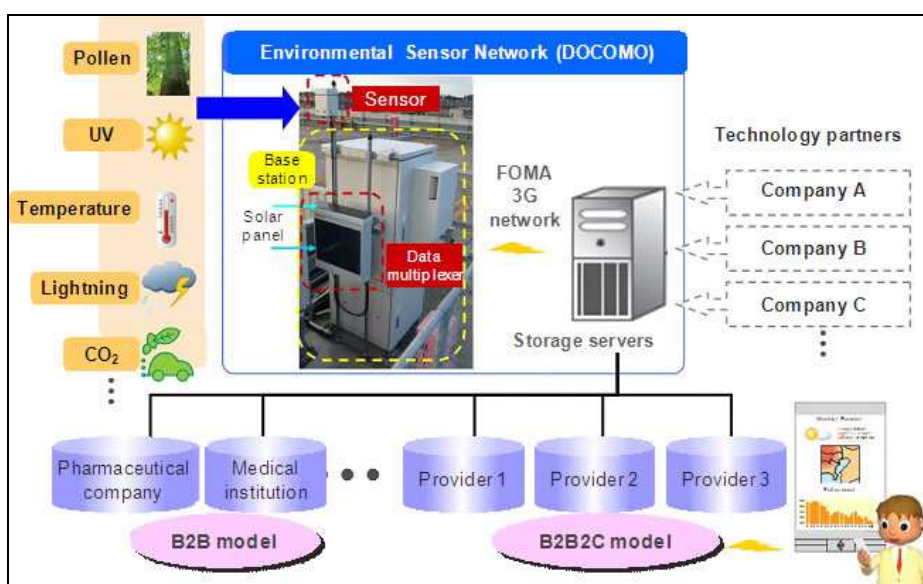 Pollen
UV
Temperature
Lightning
CO₂
Environmental Sensor Network (DOCOMO)
Sensor
Base
station
Solar
panel
Data
multiplexer
FOMA
3G
network
Storage servers
Technology partners
Company A
Company B
Company C
Pharmaceutical
company
Medical
institution
Provider 1
Provider 2
Provider 3
B2B model
B2B2C model